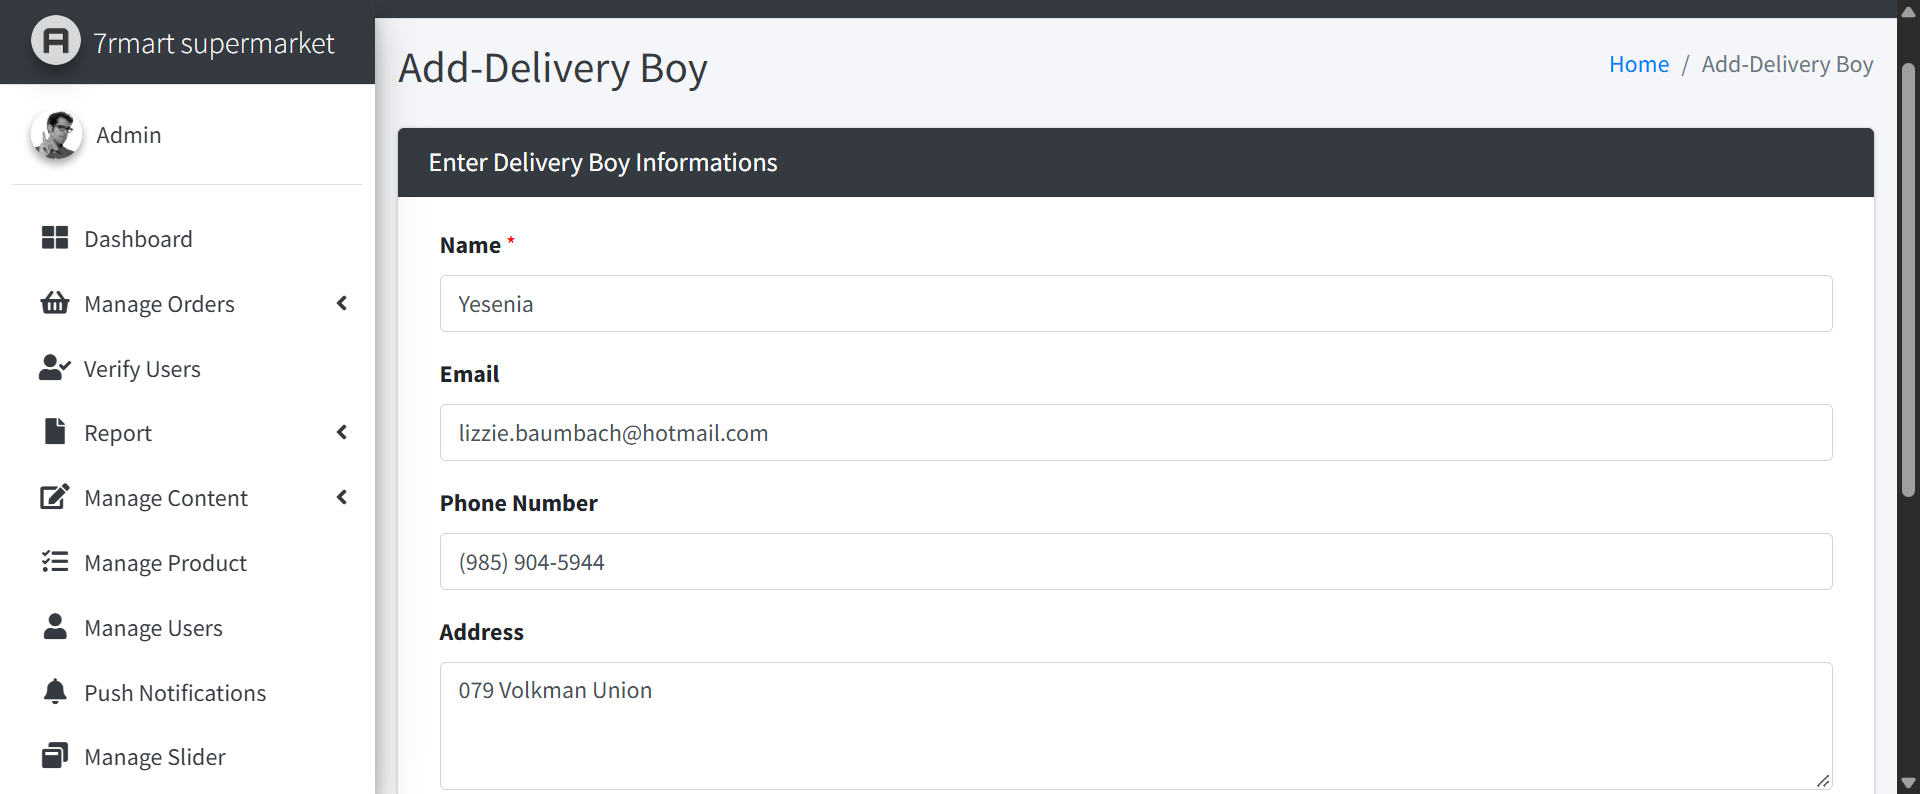 7rmart supermarket
Admin
Dashboard
Manage Orders
Verify Users
Report
Manage Content
Manage Product
Manage Users
Push Notifications
Manage Slider
Add-Delivery Boy
Home / Add-Delivery Boy
Enter Delivery Boy Informations
Name *
Yesenia
Email
lizzie.baumbach@hotmail.com
Phone Number
(985) 904-5944
Address
079 Volkman Union